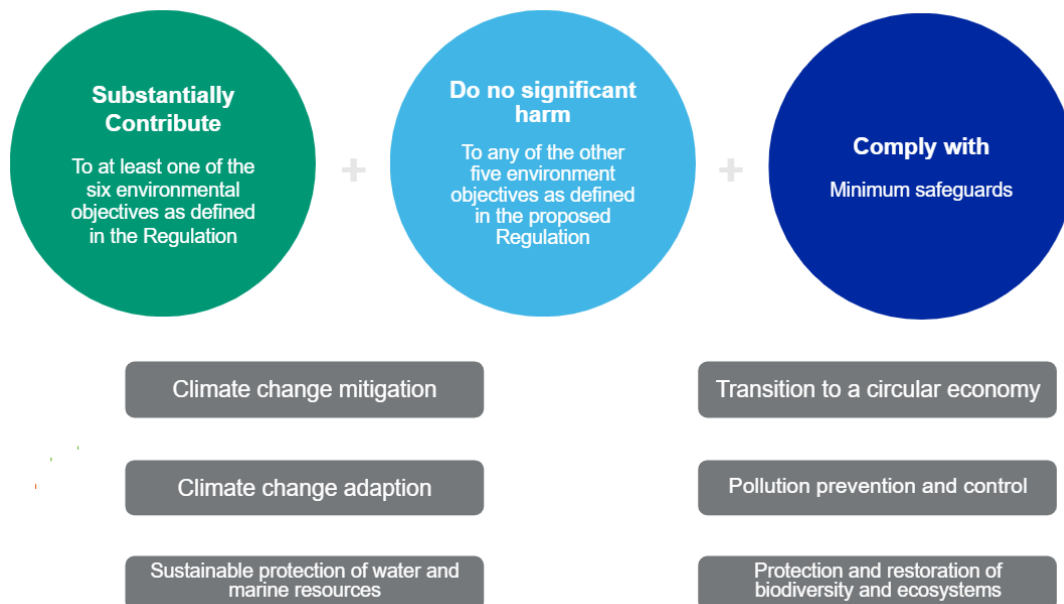 Substantially
Contribute
To at least one of the
six environmental
objectives as defined
in the Regulation
+
Do no significant
harm
To any of the other
five environment
objectives as defined
in the proposed
Regulation
+
Comply with
Minimum safeguards
Climate change mitigation
Transition to a circular economy
Climate change adaption
Pollution prevention and control
Sustainable protection of water and
marine resources
Protection and restoration of
biodiversity and ecosystems